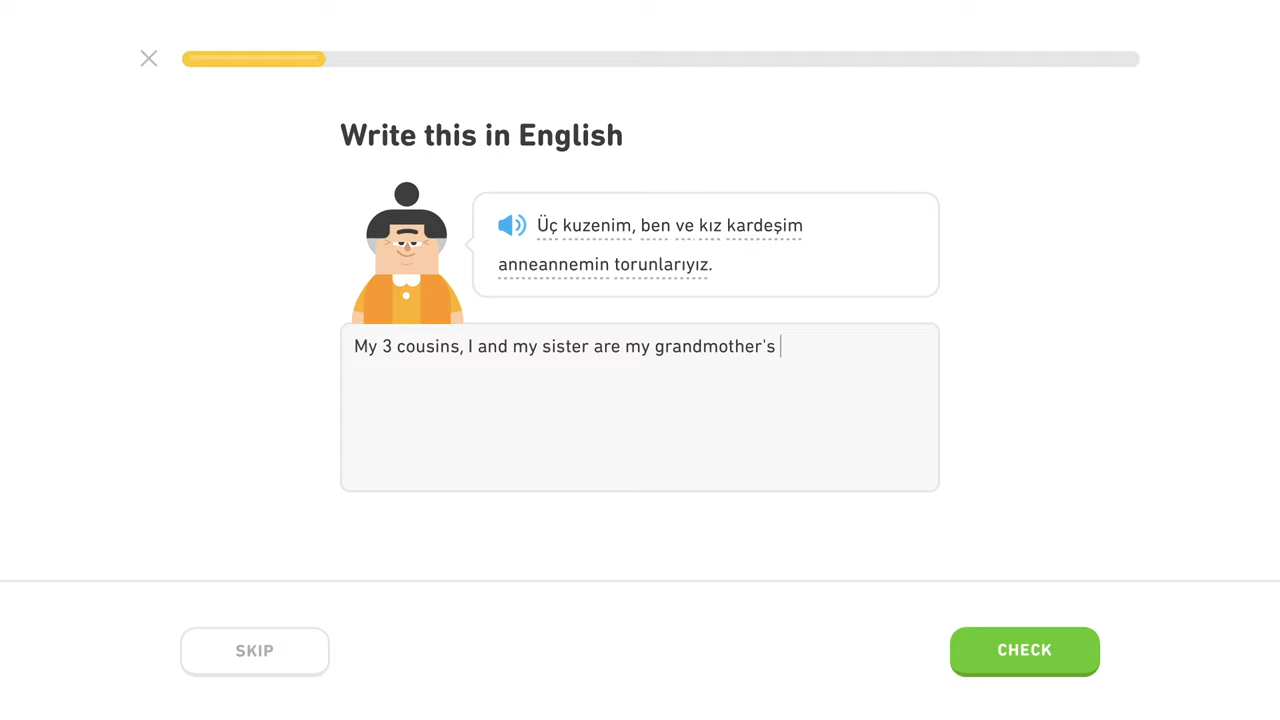 Write this in English
Üç kuzenim, ben ve kız kardeşim
anneannemin torunlarıyız.
My 3 cousins, I and my sister are my grandmother's
SKIP
CHECK